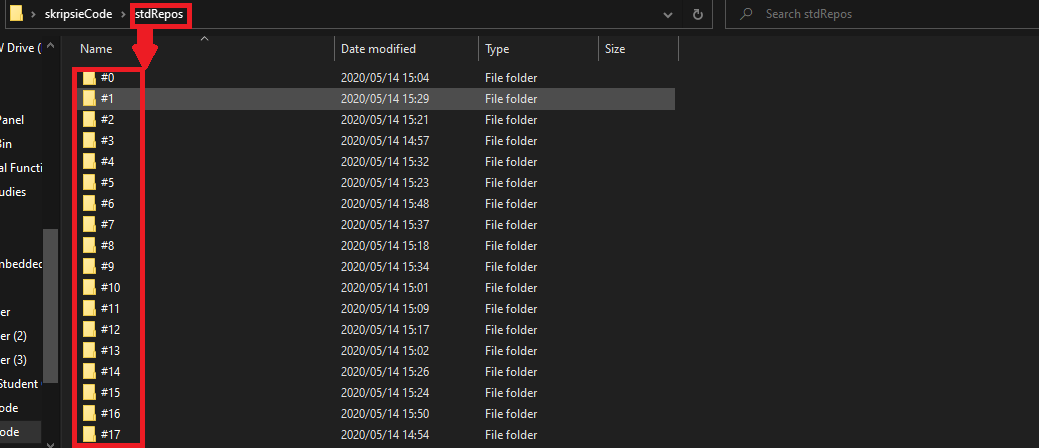 skripsieCode > stdRepos
Search stdRepos
W Drive (
Panel
Bin
al Functi
udies
mbedded
er
er (2)
er (3)
Student
ode
ode
Name Date modified Type Size
#0 2020/05/14 15:04 File folder
#1 2020/05/14 15:29 File folder
#2 2020/05/14 15:21 File folder
#3 2020/05/14 14:57 File folder
#4 2020/05/14 15:32 File folder
#5 2020/05/14 15:23 File folder
#6 2020/05/14 15:48 File folder
#7 2020/05/14 15:37 File folder
#8 2020/05/14 15:18 File folder
#9 2020/05/14 15:34 File folder
#10 2020/05/14 15:01 File folder
#11 2020/05/14 15:09 File folder
#12 2020/05/14 15:17 File folder
#13 2020/05/14 15:02 File folder
#14 2020/05/14 15:26 File folder
#15 2020/05/14 15:24 File folder
#16 2020/05/14 15:50 File folder
#17 2020/05/14 14:54 File folder